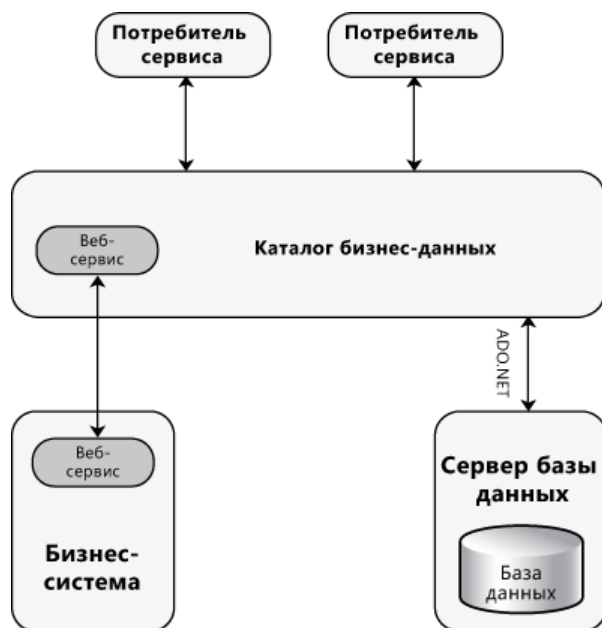 Потребитель
сервиса
Потребитель
сервиса
Веб-
сервис
Каталог бизнес-данных
ADO.NET
Веб-
сервис
Бизнес-
система
Сервер базы
данных
База
данных